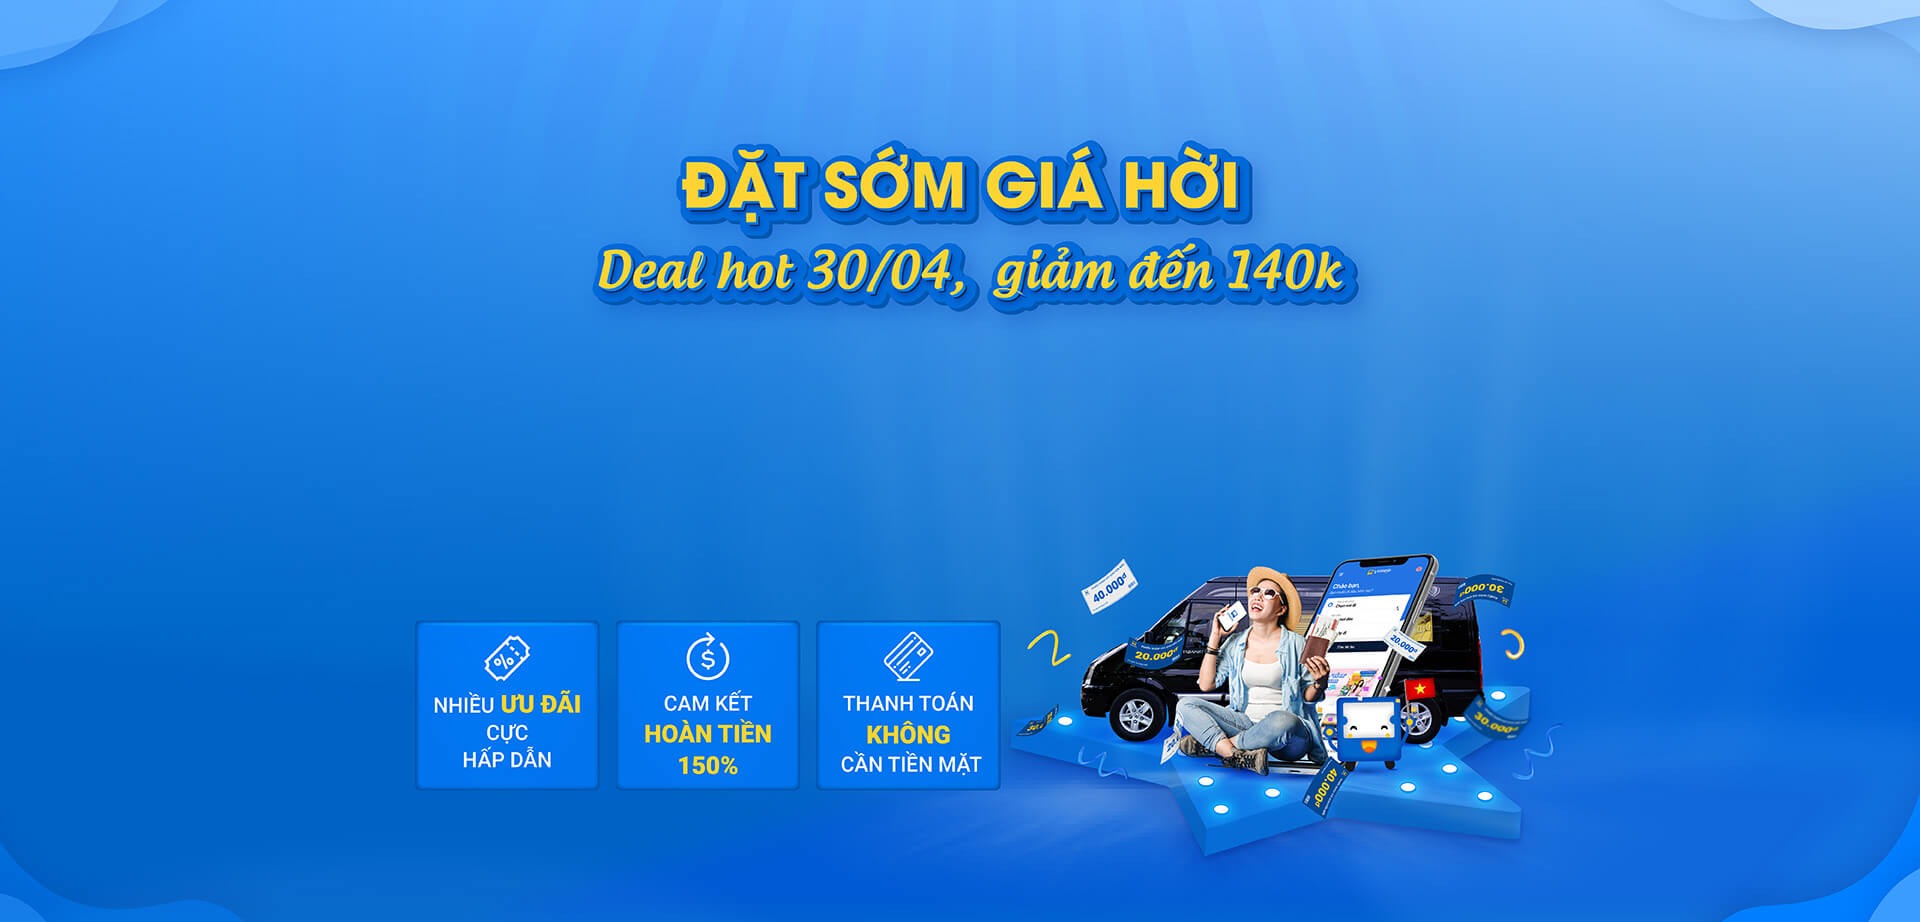 ĐẶT SỚM GIÁ HỜI
Deal hot 30/04, giảm đến 140k
NHIỀU ƯU ĐÃI
CỰC
HẤP DẪN
CAM KẾT
HOÀN TIỀN
150%
THANH TOÁN
KHÔNG
CẦN TIỀN MẶT
40.000đ
20.000đ
Chào bạn,
30.000đ
20.000đ
30.000đ
40.000đ